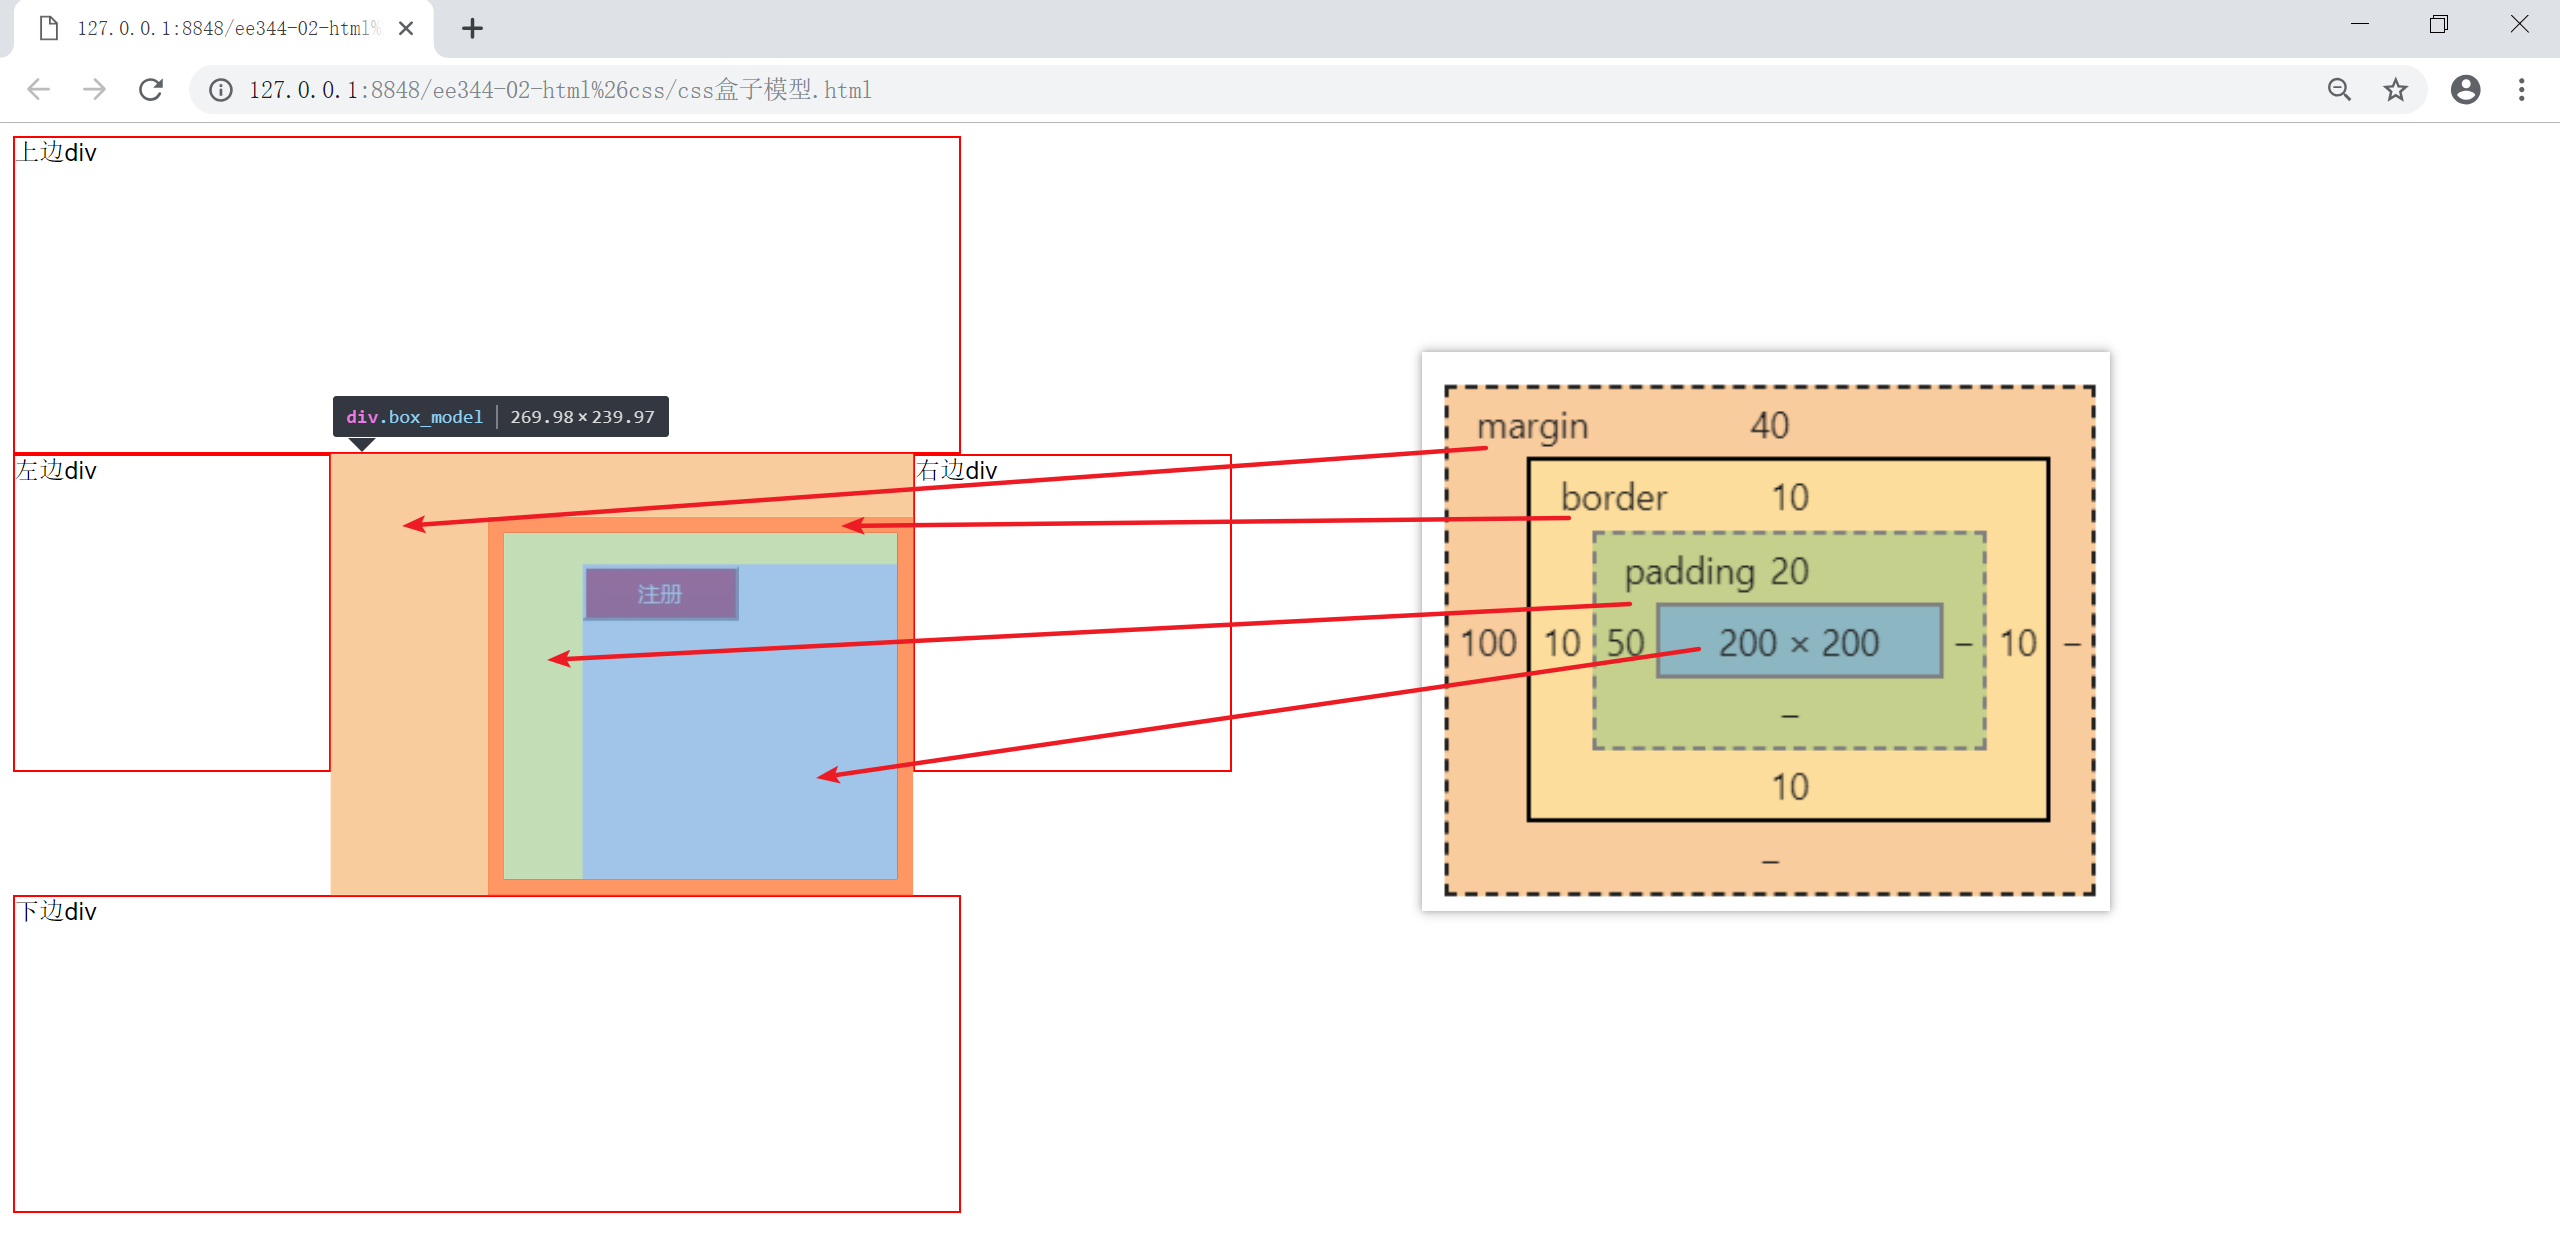 127.0.0.1:8848/ee344-02-html%
127.0.0.1:8848/ee344-02-html%26css/css盒子模型.html
上边div
div.box_model 269.98×239.97
左边div
右边div
注册
下边div
margin 40
border 10
padding 20
100 10 50 200 × 200 – 10 –
–
10
–